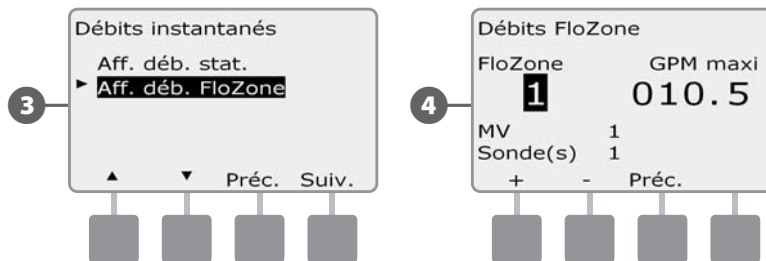 3
Débits instantanés
Aff. déb. stat.
► Aff. déb. FloZone
▲ ▼ Préc. Suiv.
4
Débits FloZone
FloZone GPM maxi
1 010.5
MV 1
Sonde(s) 1
+ - Préc.